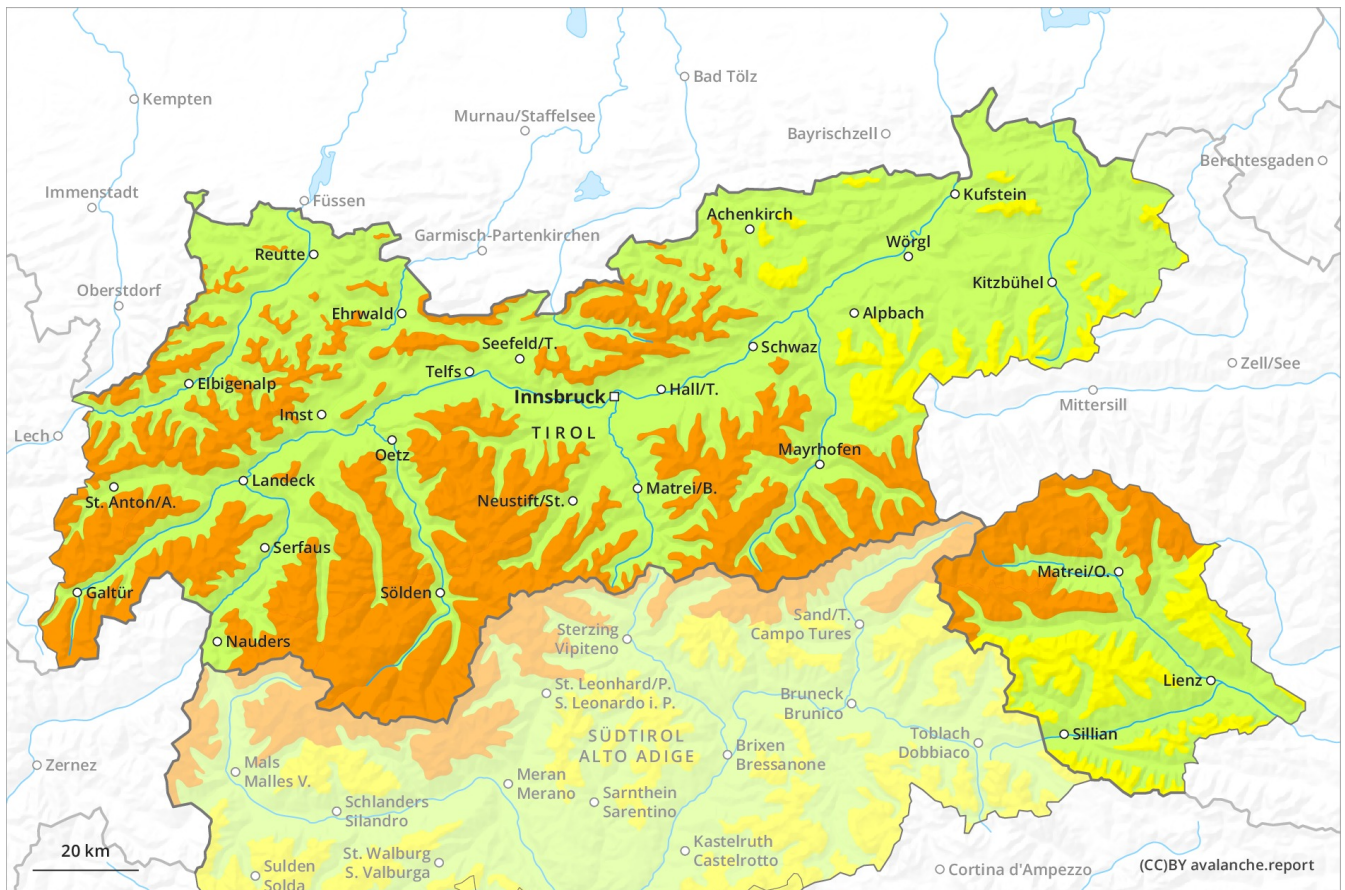 Bad Tölz
Kempten
Murnau/Staffelsee
Bayrischzell
Berchtesgaden
Immenstadt
Füssen
Kufstein
Achenkirch
Garmisch-Partenkirchen
Reutte
Wörgl
Kitzbühel
Oberstdorf
Ehrwald
Alpbach
Seefeld/T.
Schwaz
Zell/See
Telfs
Elbigenalp
Hall/T.
Innsbruck
Mittersill
Imst
TIROL
Lech
Oetz
Mayrhofen
Landeck
Matrei/B.
St. Anton/A.
Neustift/St.
Serfaus
Matrei/O.
Galtür
Sölden
Sand/T.
Campo Tures
Sterzing
Vipiteno
Nauders
Lienz
St. Leonhard/P.
S. Leonardo i. P.
Bruneck
Brunico
SÜDTIROL
ALTO ADIGE
Toblach
Dobbiaco
Sillian
Brixen
Bressanone
Zernez
Mals
Malles V.
Meran
Merano
Sarnthein
Sarentino
Schlanders
Silandro
Kastelruth
Castelrotto
20 km
St. Walburg
S. Valburga
Sulden
Solda
Cortina d'Ampezzo
(CC)BY avalanche.report